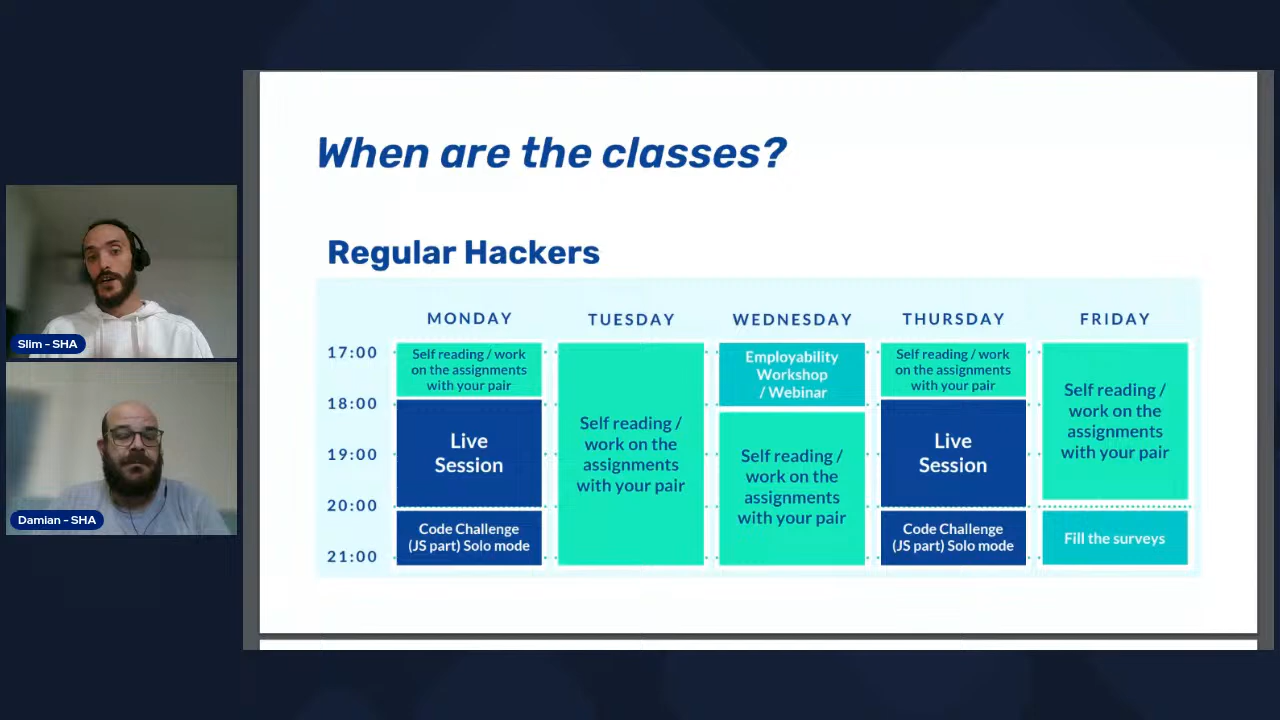 When are the classes?
Regular Hackers
MONDAY
TUESDAY
WEDNESDAY
THURSDAY
FRIDAY
17:00
18:00
19:00
20:00
21:00
Self reading / work
on the assignments
with your pair
Live
Session
Code Challenge
(JS part) Solo mode
Self reading /
work on the
assignments
with your pair
Employability
Workshop
/ Webinar
Self reading /
work on the
assignments
with your pair
Self reading / work
on the assignments
with your pair
Live
Session
Code Challenge
(JS part) Solo mode
Self reading /
work on the
assignments
with your pair
Fill the surveys
Slim - SHA
Damian - SHA